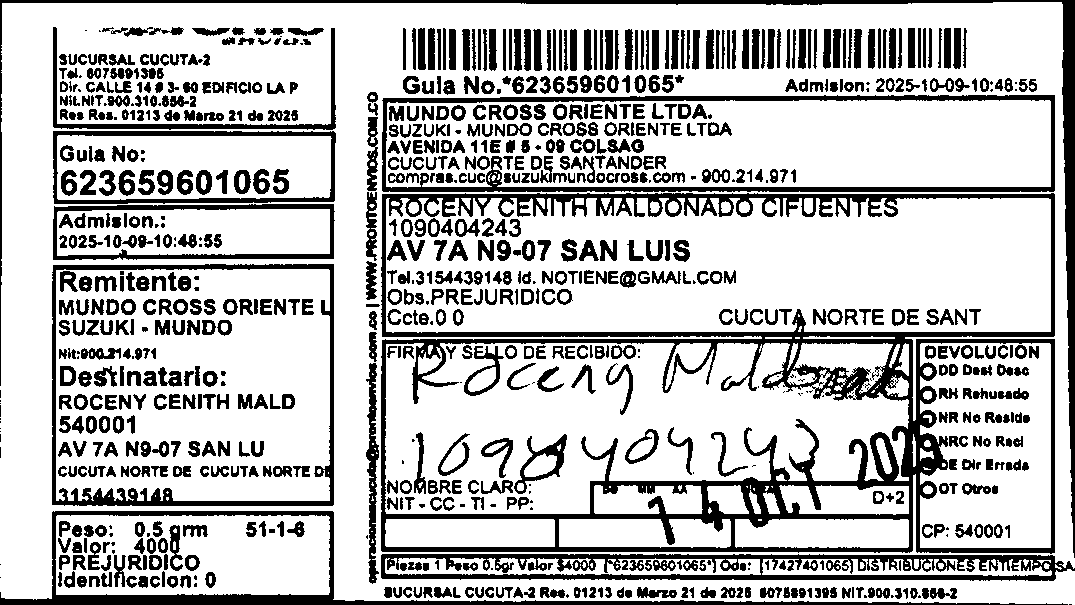 SUCURSAL CUCUTA-2
Tel. 6075891395
Dir. CALLE 14 # 3- 60 EDIFICIO LA P
Nit.NIT.900.310.856-2
Res Res. 01213 de Marzo 21 de 2025
Guia No:
623659601065
Admision.:
2025-10-09-10:48:55
Remitente:
MUNDO CROSS ORIENTE L
SUZUKI - MUNDO
Nit:900.214.971
Destinatario:
ROCENY CENITH MALD
540001
AV 7A N9-07 SAN LU
CUCUTA NORTE DE CUCUTA NORTE DE
3154439148
Peso: 0.5 grm 51-1-6
Valor: 4000
PREJURIDICO
Identificacion: 0
operacionescucuta@prontoenvios.com.co | WWW.PRONTOENVIOS.COM.CO
Guia No.*623659601065*
Admision: 2025-10-09-10:48:55
MUNDO CROSS ORIENTE LTDA.
SUZUKI - MUNDO CROSS ORIENTE LTDA
AVENIDA 11E # 5 - 09 COLSAG
CUCUTA NORTE DE SANTANDER
compras.cuc@suzukimundocross.com - 900.214.971
ROCENY CENITH MALDONADO CIFUENTES
1090404243
AV 7A N9-07 SAN LUIS
Tel.3154439148 id. NOTIENE@GMAIL.COM
Obs.PREJURIDICO
Ccte.0 0
CUCUTA NORTE DE SANT
FIRMA Y SELLO DE RECIBIDO:
Roceny Maldonado
1090404243
14 OCT 2025
NOMBRE CLARO:
NIT - CC - TI - PP:
DD MM AA
D+2
DEVOLUCIÓN
DD Dest Desc
RH Rehusado
NR No Reside
NRC No Recl
DE Dir Errada
OT Otros
CP: 540001
Piezas 1 Peso 0.5gr Valor $4000 [*623659601065*] Ods: [17427401065] DISTRIBUCIONES ENTIEMPO SA
SUCURSAL CUCUTA-2 Res. 01213 de Marzo 21 de 2025 6075891395 NIT.900.310.856-2